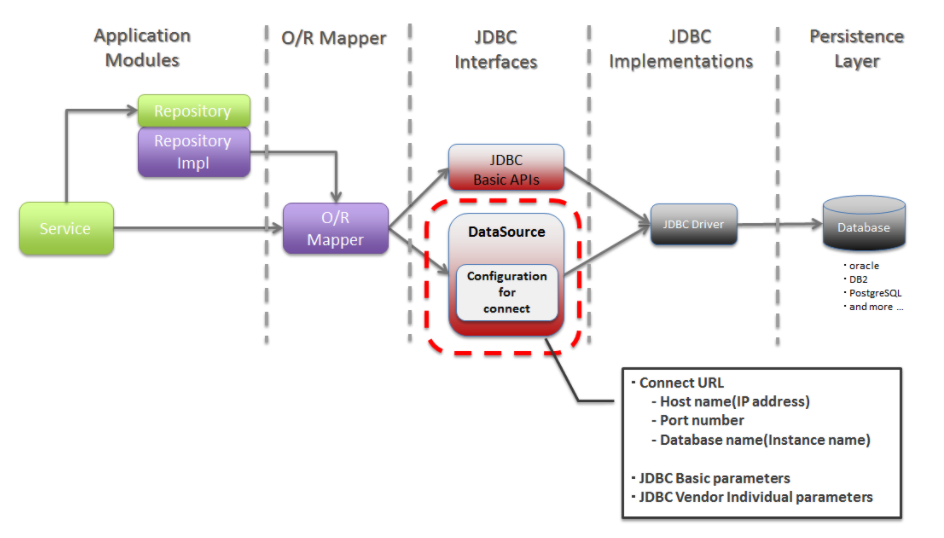 Application
Modules
O/R Mapper
JDBC
Interfaces
JDBC
Implementations
Persistence
Layer
Repository
Repository
Impl
Service
O/R
Mapper
JDBC
Basic APIs
DataSource
Configuration
for
connect
JDBC Driver
Database
・oracle
・DB2
・PostgreSQL
・and more ...
・Connect URL
- Host name(IP address)
- Port number
- Database name(Instance name)
・JDBC Basic parameters
・JDBC Vendor Individual parameters